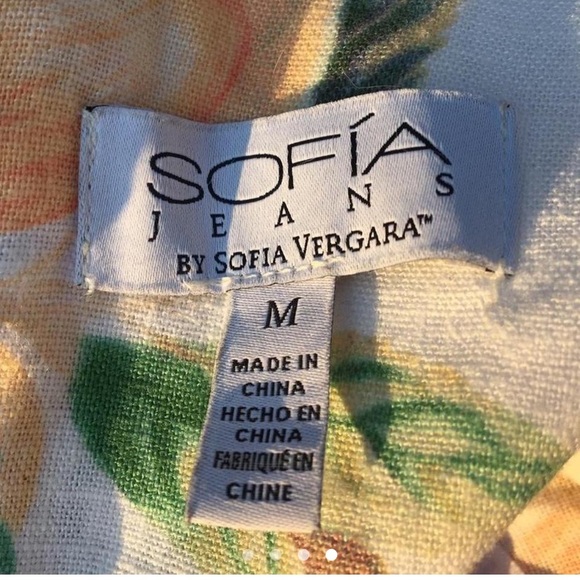 SOFÍA
JEANS
BY SOFIA VERGARA™
M
MADE IN
CHINA
HECHO EN
CHINA
FABRIQUÉ EN
CHINE